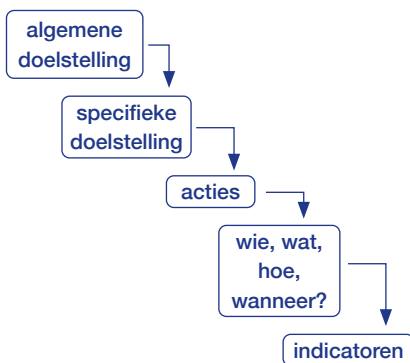 algemene
doelstelling
specifieke
doelstelling
acties
wie, wat,
hoe,
wanneer?
indicatoren